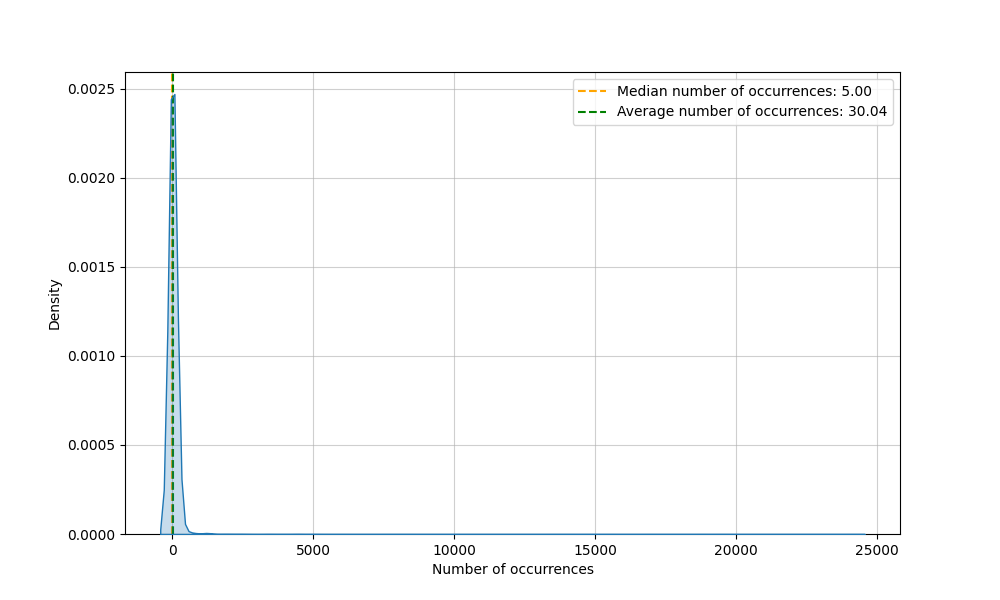 Median number of occurrences: 5.00
Average number of occurrences: 30.04
0.0025
0.0020
0.0015
0.0010
0.0005
0.0000
Density
0 5000 10000 15000 20000 25000
Number of occurrences